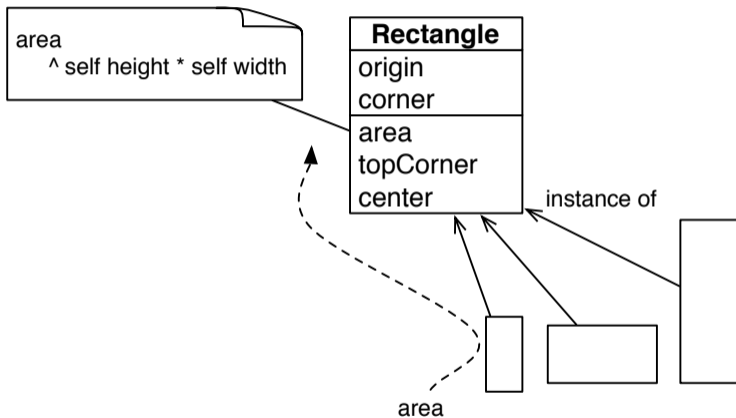 area
^ self height * self width
Rectangle
origin
corner
area
topCorner
center
instance of
area